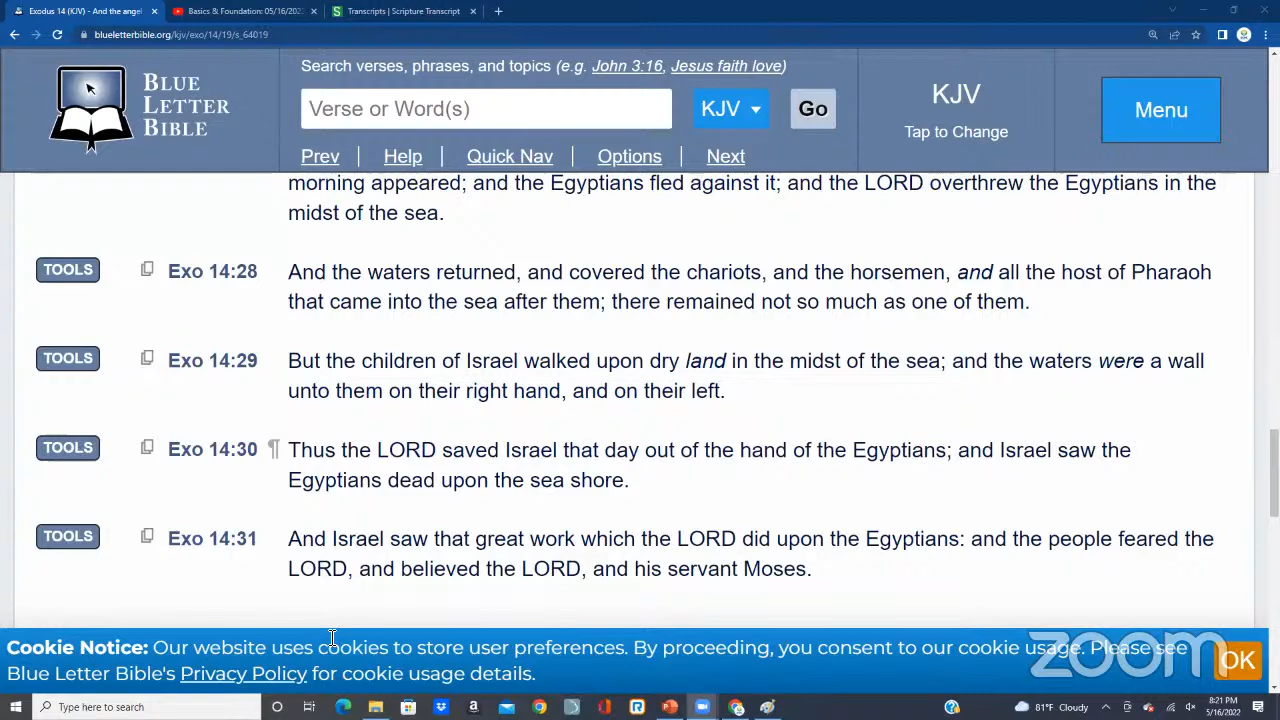 Exodus 14 (KJV) - And the angel
Basics & Foundation: 05/16/202
Transcripts | Scripture Transcript
blueletterbible.org/kjv/exo/14/19/s_64019
BLUE
LETTER
BIBLE
Search verses, phrases, and topics (e.g. John 3:16, Jesus faith love)
Verse or Word(s)
KJV
Go
Prev
Help
Quick Nav
Options
Next
KJV
Tap to Change
Menu
morning appeared; and the Egyptians fled against it; and the LORD overthrew the Egyptians in the
midst of the sea.
TOOLS Exo 14:28 And the waters returned, and covered the chariots, and the horsemen, and all the host of Pharaoh
that came into the sea after them; there remained not so much as one of them.
TOOLS Exo 14:29 But the children of Israel walked upon dry land in the midst of the sea; and the waters were a wall
unto them on their right hand, and on their left.
TOOLS Exo 14:30 ¶ Thus the LORD saved Israel that day out of the hand of the Egyptians; and Israel saw the
Egyptians dead upon the sea shore.
TOOLS Exo 14:31 And Israel saw that great work which the LORD did upon the Egyptians: and the people feared the
LORD, and believed the LORD, and his servant Moses.
Cookie Notice: Our website uses cookies to store user preferences. By proceeding, you consent to our cookie usage. Please see
Blue Letter Bible's Privacy Policy for cookie usage details.
OK
zoom
Type here to search
81°F Cloudy
8:21 PM
5/16/2022